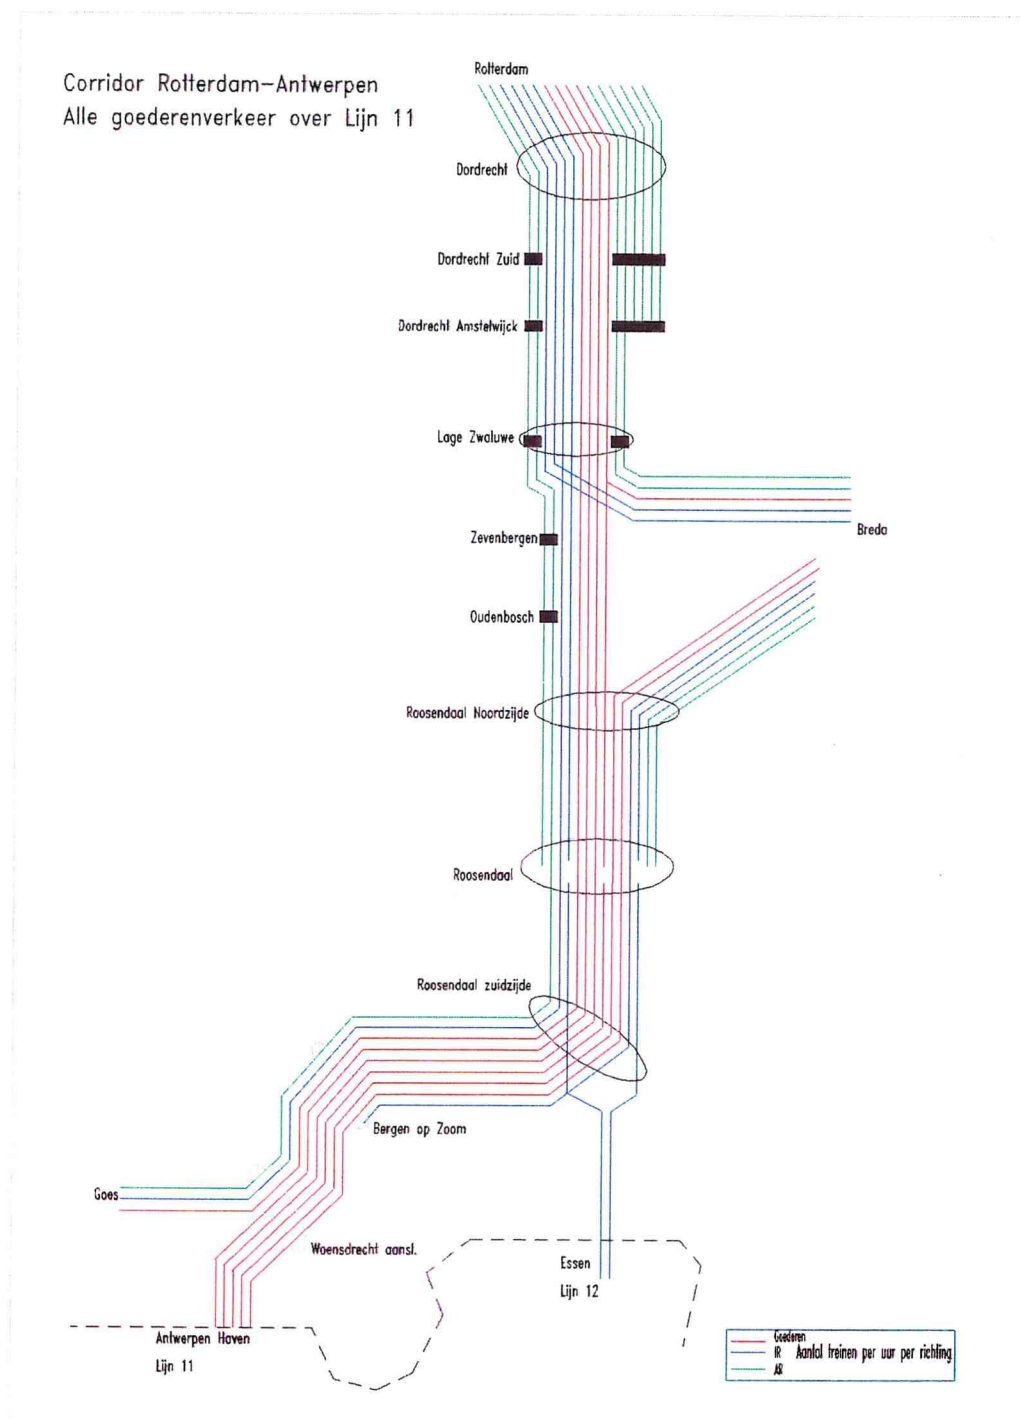 Corridor Rotterdam-Antwerpen
Alle goederenverkeer over Lijn 11
Rotterdam
Dordrecht
Dordrecht Zuid
Dordrecht Amstelwijck
Lage Zwaluwe
Breda
Zevenbergen
Oudenbosch
Roosendaal Noordzijde
Roosendaal
Roosendaal zuidzijde
Bergen op Zoom
Goes
Woensdrecht aansl.
Essen
Lijn 12
Antwerpen Haven
Lijn 11
Goederen
IR Aantal treinen per uur per richting
AR